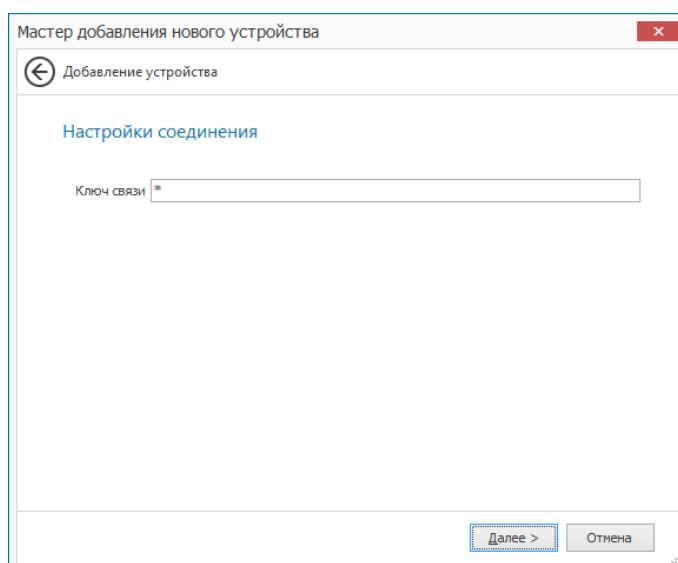 Мастер добавления нового устройства
Добавление устройства
Настройки соединения
Ключ связи *
Далее > Отмена